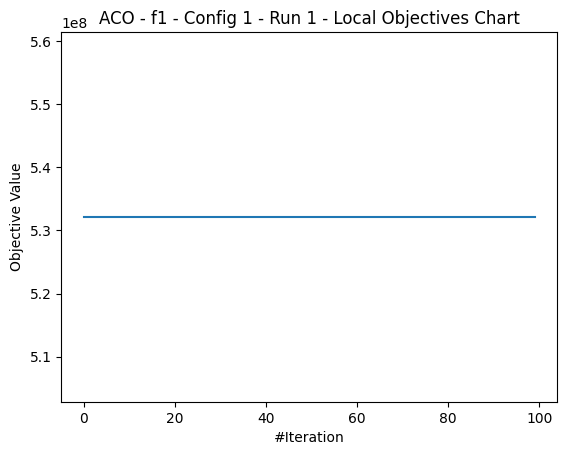 ACO - f1 - Config 1 - Run 1 - Local Objectives Chart
1e8
5.6
5.5
5.4
5.3
5.2
5.1
Objective Value
0 20 40 60 80 100
#Iteration